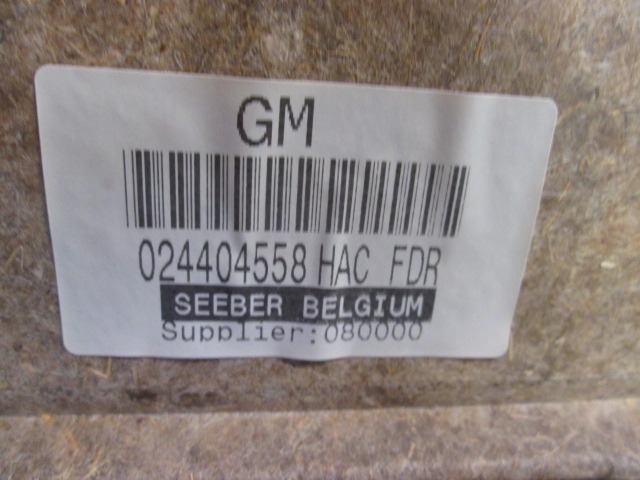 GM
024404558 HAC FDR
SEEBER BELGIUM
Supplier:080000